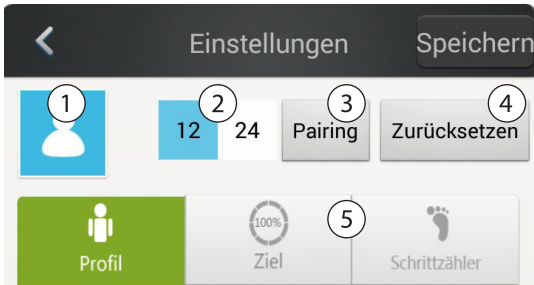 Einstellungen Speichern
1 2 3 4
12 24 Pairing Zurücksetzen
100% 5
Profil Ziel Schrittzähler